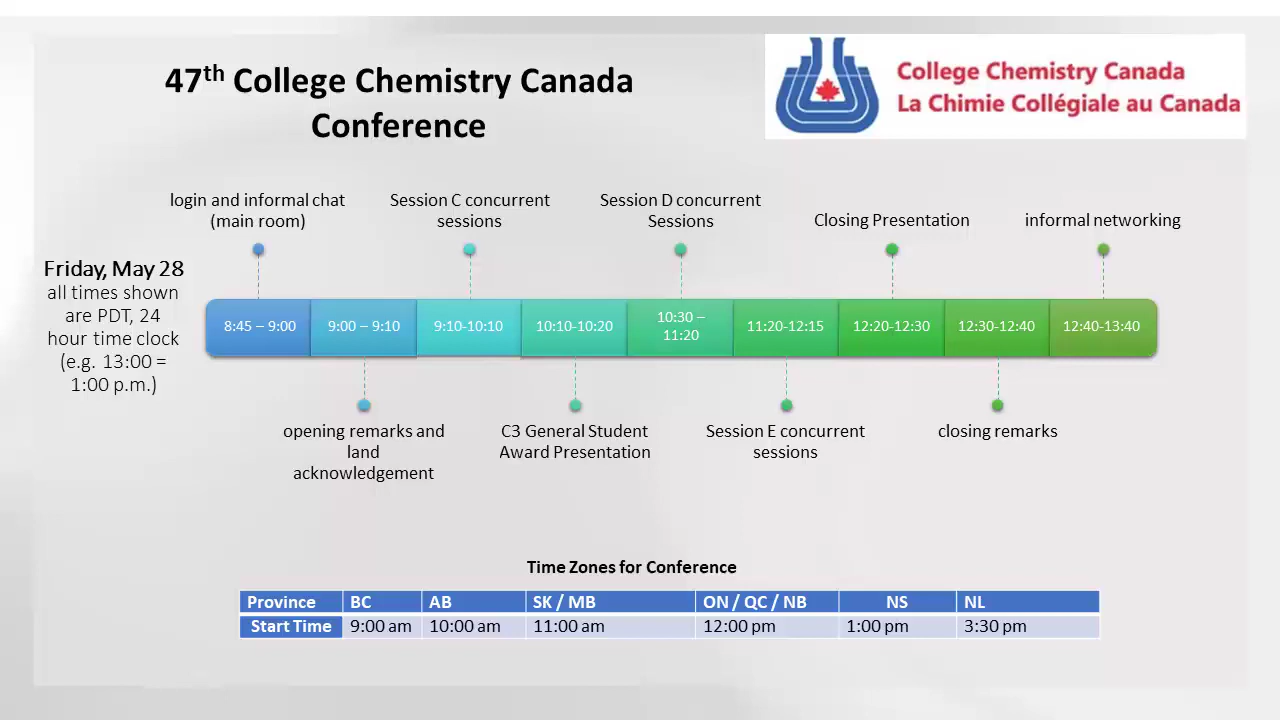 47th College Chemistry Canada
Conference
College Chemistry Canada
La Chimie Collégiale au Canada
login and informal chat
(main room)
Session C concurrent
sessions
Session D concurrent
Sessions
Closing Presentation
informal networking
Friday, May 28
all times shown
are PDT, 24
hour time clock
(e.g. 13:00 =
1:00 p.m.)
8:45 – 9:00
9:00 – 9:10
9:10-10:10
10:10-10:20
10:30 –
11:20
11:20-12:15
12:20-12:30
12:30-12:40
12:40-13:40
opening remarks and
land
acknowledgement
C3 General Student
Award Presentation
Session E concurrent
sessions
closing remarks
Time Zones for Conference
Province BC AB SK / MB ON / QC / NB NS NL
Start Time 9:00 am 10:00 am 11:00 am 12:00 pm 1:00 pm 3:30 pm